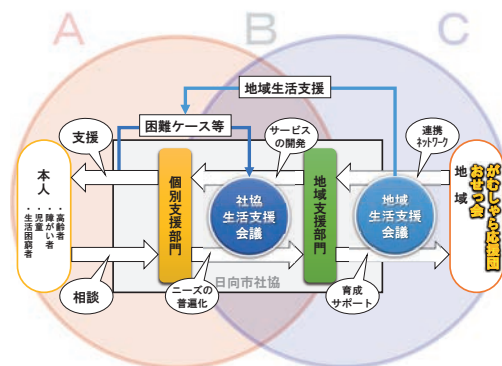 A
B
C
地域生活支援
困難ケース等
支援
サービス
の開発
連携
ネットワーク
本人
・高齢者
・障がい者
・児童
・生活困窮者
個別支援部門
社協
生活支援
会議
地域支援部門
地域
生活支援
会議
地域
おせっ会
がむしゃら応援団
相談
ニーズの
普遍化
日向市社協
育成
サポート